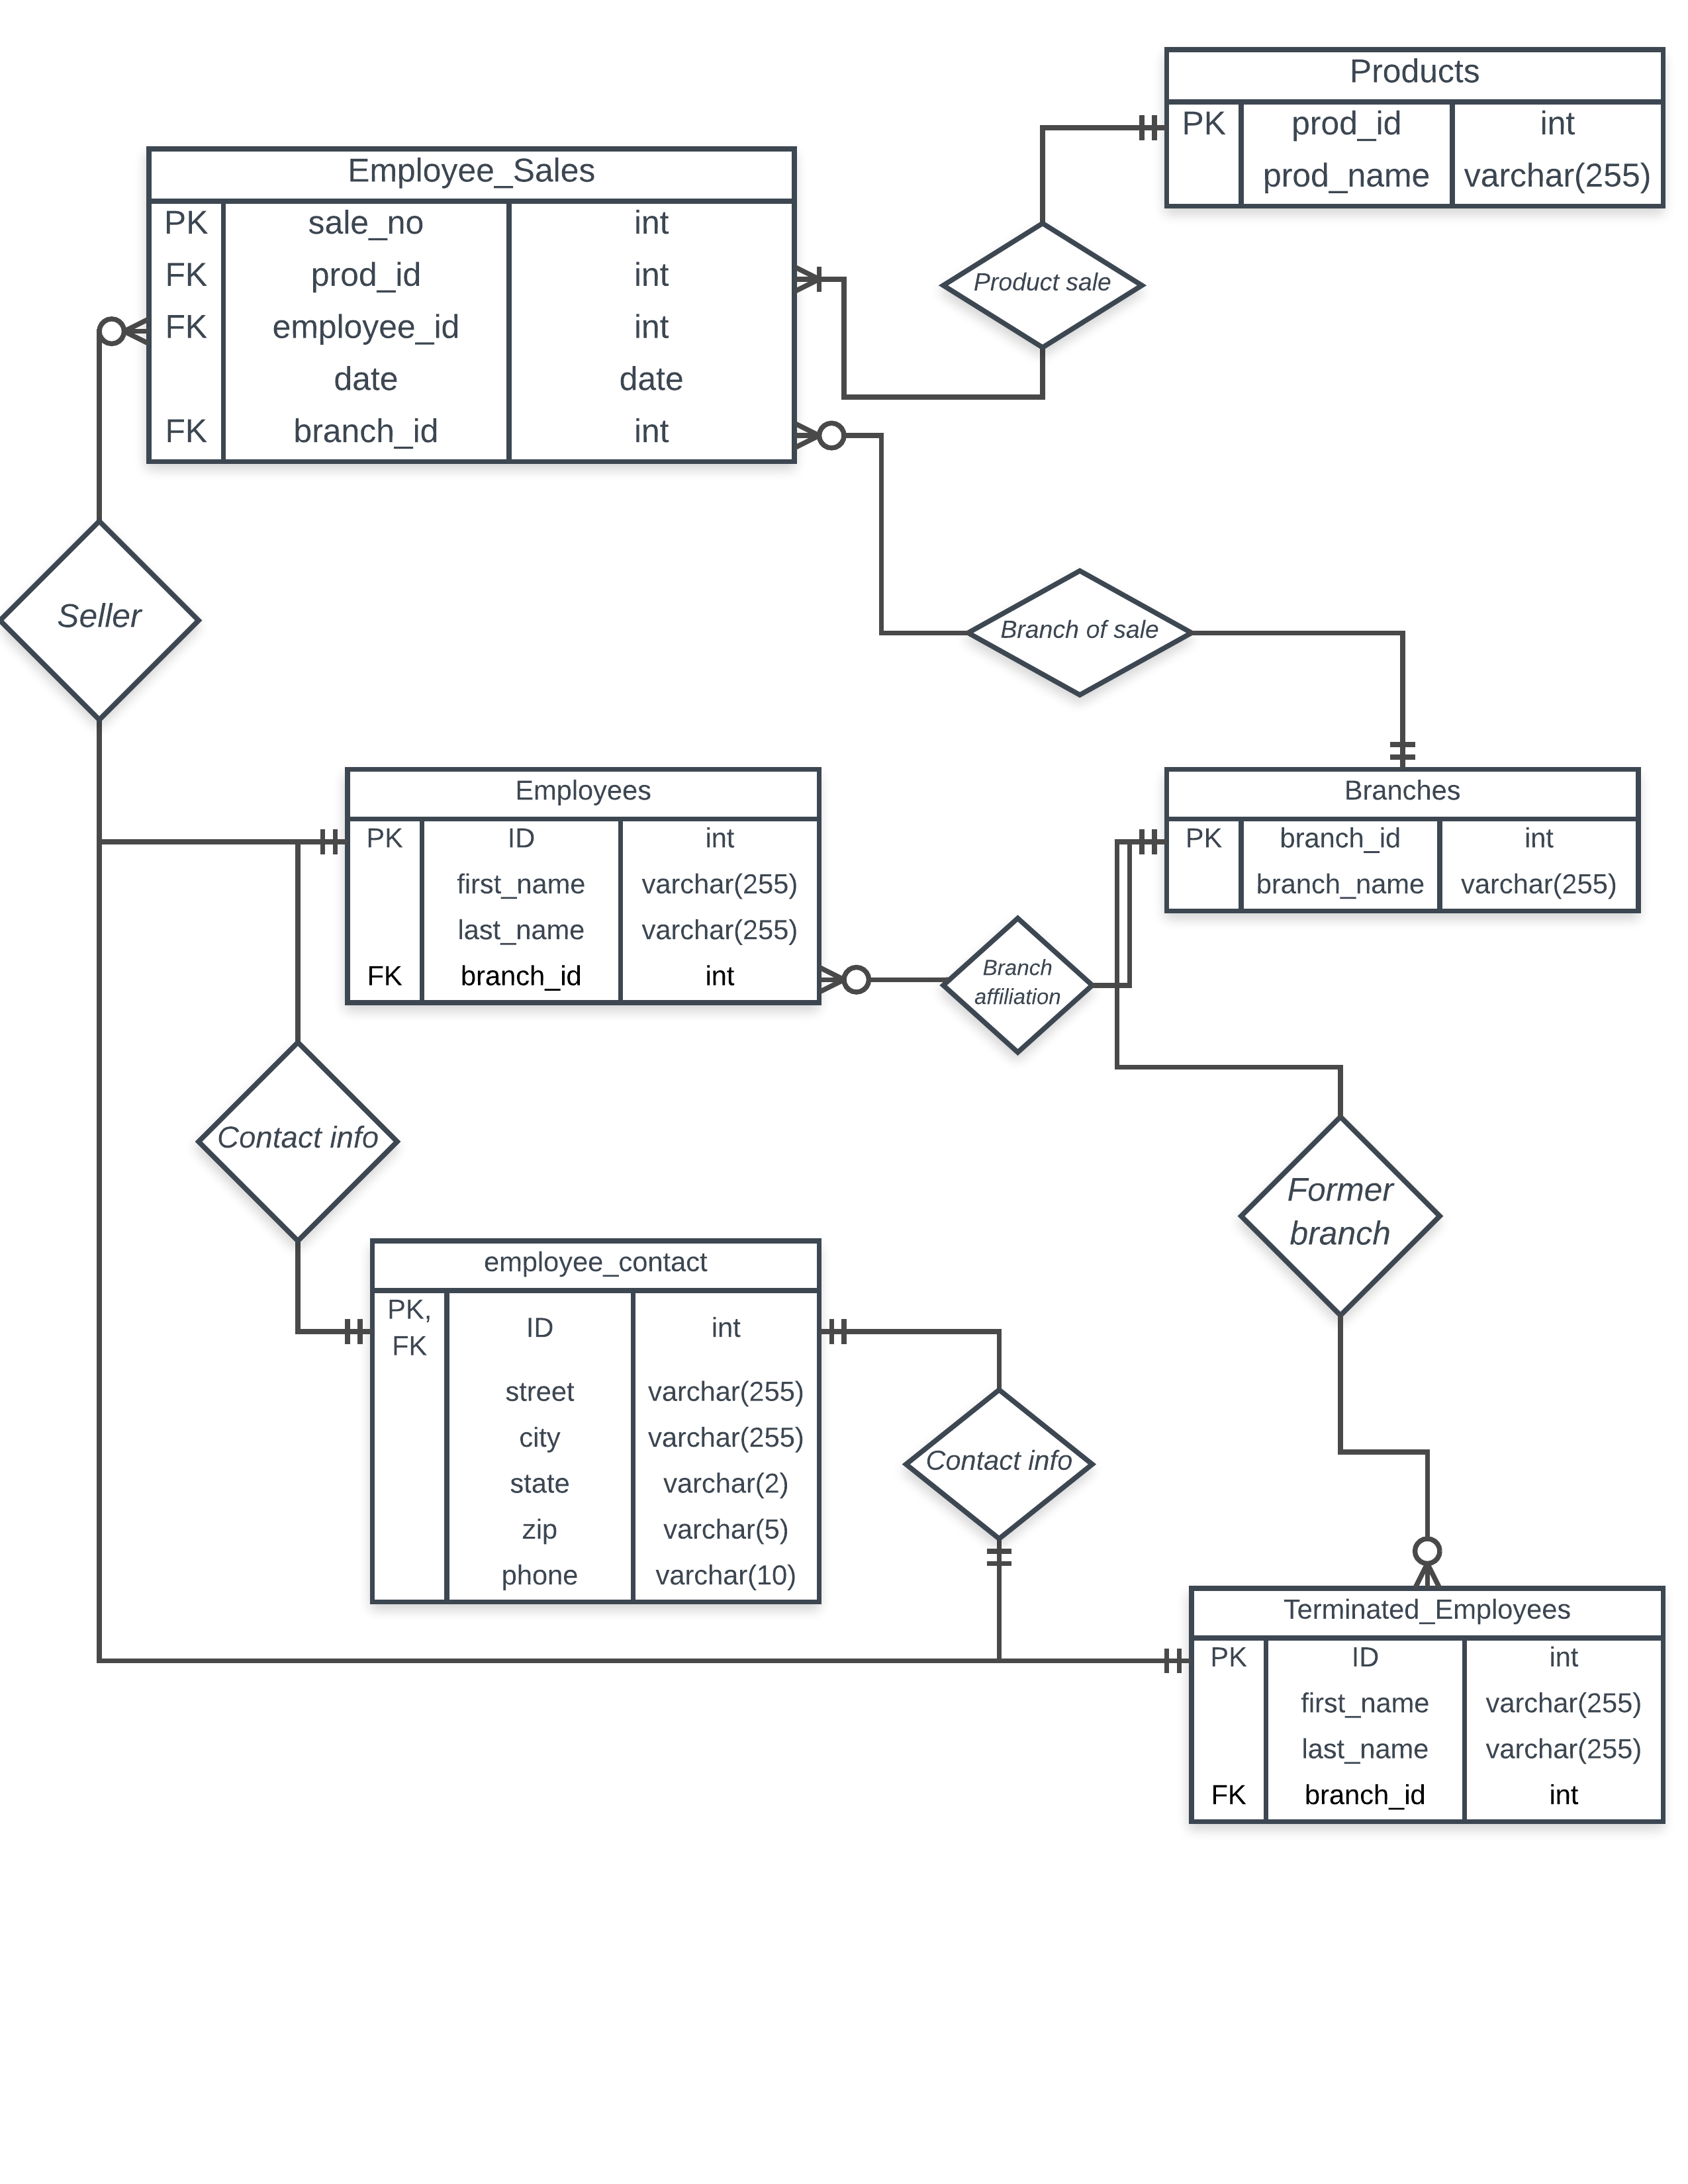 Products
PK prod_id int
prod_name varchar(255)
Employee_Sales
PK sale_no int
FK prod_id int
FK employee_id int
date date
FK branch_id int
Product sale
Seller
Branch of sale
Employees
PK ID int
first_name varchar(255)
last_name varchar(255)
FK branch_id int
Branches
PK branch_id int
branch_name varchar(255)
Branch
affiliation
Contact info
Former
branch
employee_contact
PK,
FK
ID int
street varchar(255)
city varchar(255)
state varchar(2)
zip varchar(5)
phone varchar(10)
Contact info
Terminated_Employees
PK ID int
first_name varchar(255)
last_name varchar(255)
FK branch_id int